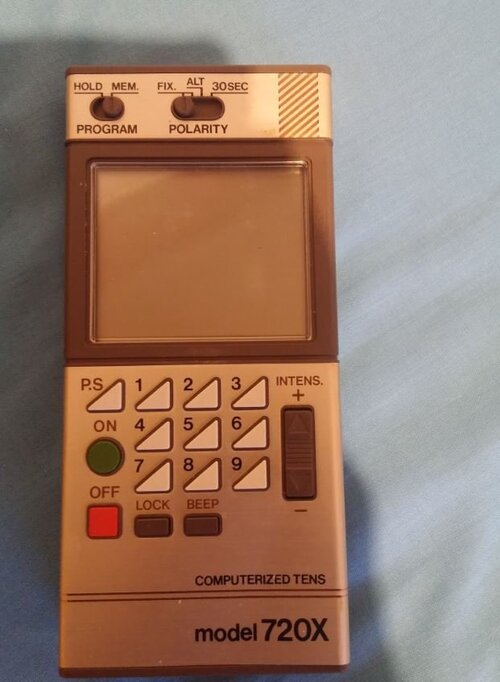 HOLD MEM. FIX. ALT 30SEC
PROGRAM POLARITY
P.S 1 2 3 INTENS.
+
ON 4 5 6
7 8 9
OFF LOCK BEEP −
COMPUTERIZED TENS
model 720X